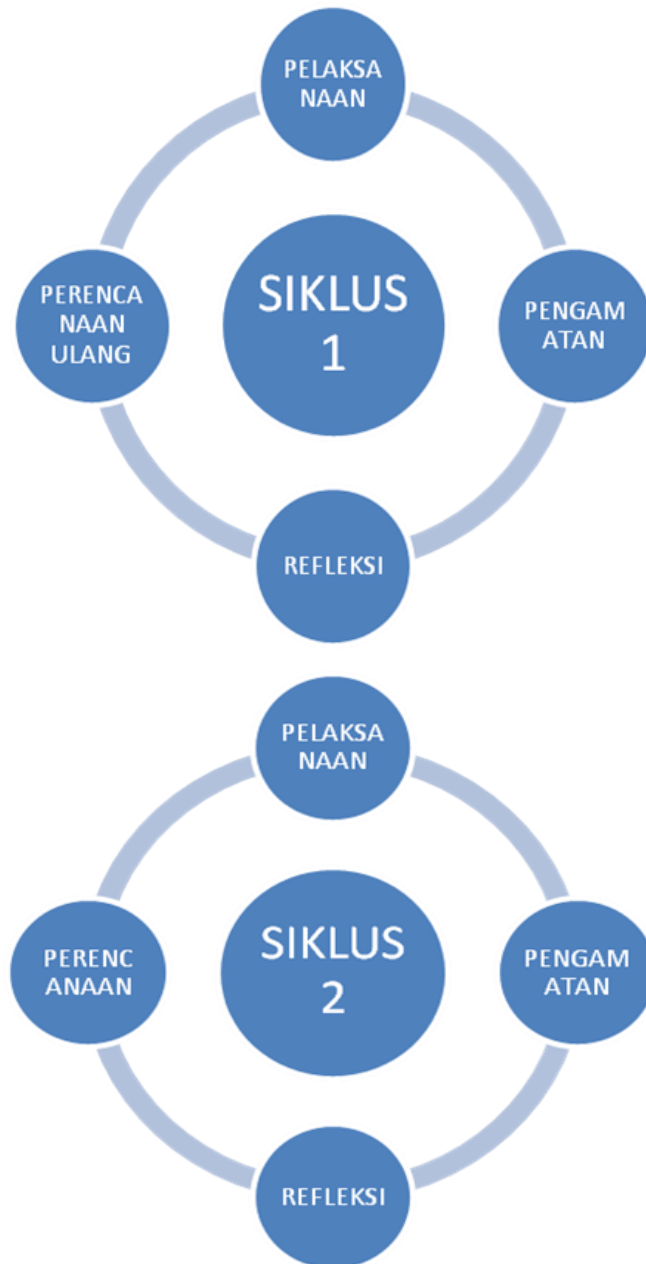 PELAKSA
NAAN
PERENCA
NAAN
ULANG
SIKLUS
1
PENGAM
ATAN
REFLEKSI
PELAKSA
NAAN
PERENC
ANAAN
SIKLUS
2
PENGAM
ATAN
REFLEKSI